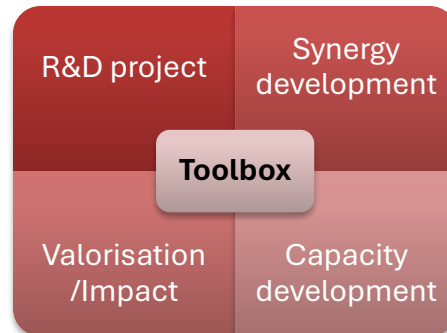 R&D project
Synergy
development
Toolbox
Valorisation
/Impact
Capacity
development